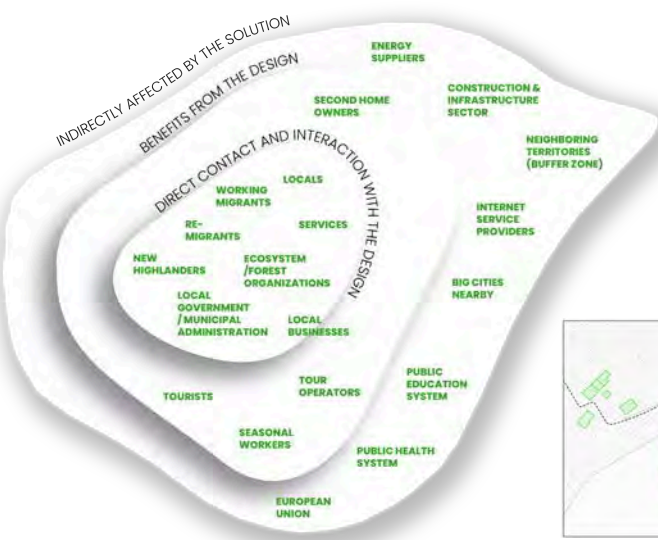 INDIRECTLY AFFECTED BY THE SOLUTION
BENEFITS FROM THE DESIGN
DIRECT CONTACT AND INTERACTION WITH THE DESIGN
ENERGY
SUPPLIERS
SECOND HOME
OWNERS
CONSTRUCTION &
INFRASTRUCTURE
SECTOR
NEIGHBORING
TERRITORIES
(BUFFER ZONE)
LOCALS
WORKING
MIGRANTS
RE-
MIGRANTS
SERVICES
INTERNET
SERVICE
PROVIDERS
NEW
HIGHLANDERS
ECOSYSTEM
/FOREST
ORGANIZATIONS
BIG CITIES
NEARBY
LOCAL
GOVERNMENT
/MUNICIPAL
ADMINISTRATION
LOCAL
BUSINESSES
TOURISTS
TOUR
OPERATORS
PUBLIC
EDUCATION
SYSTEM
SEASONAL
WORKERS
PUBLIC HEALTH
SYSTEM
EUROPEAN
UNION